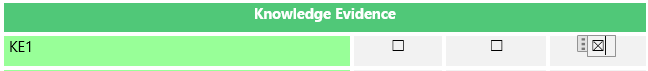 Knowledge Evidence
KE1 ☐ ☐ ☒